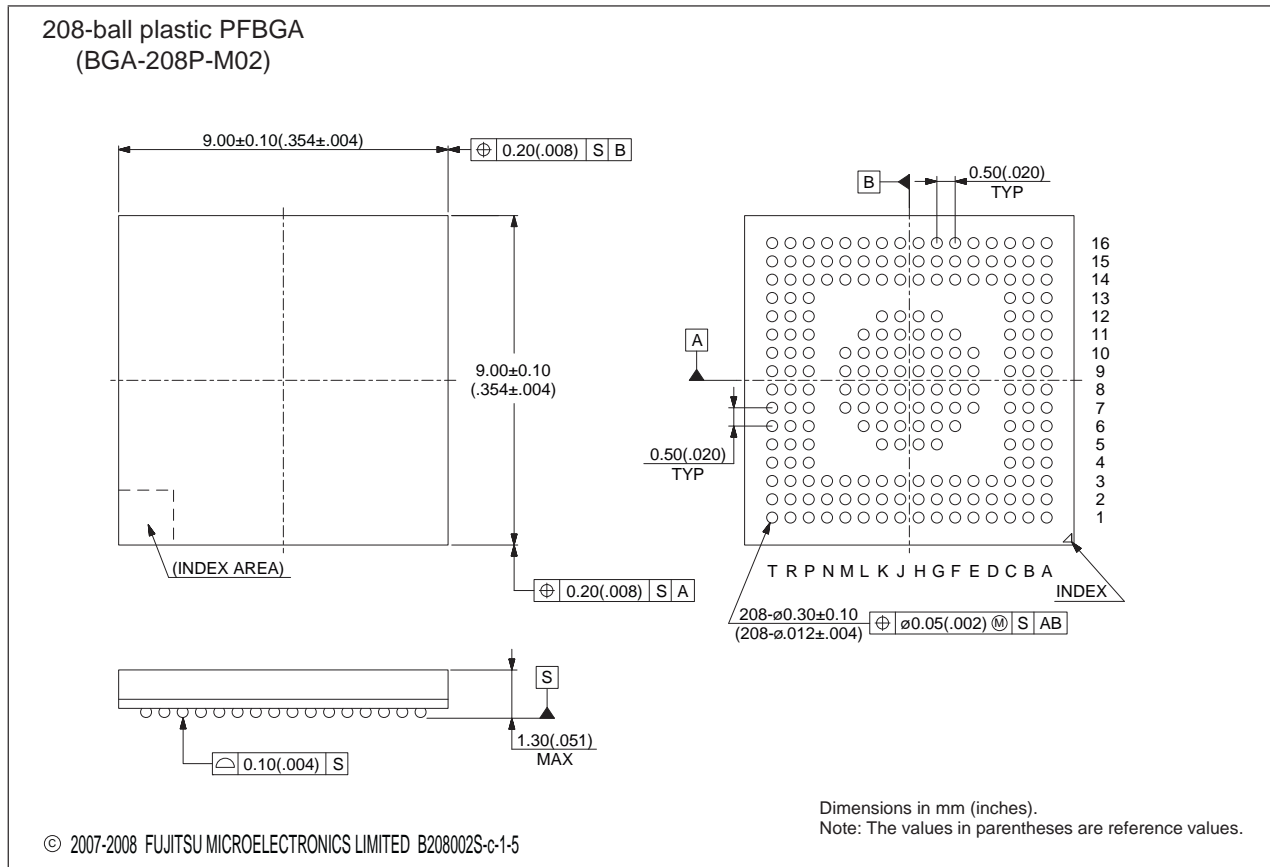 208-ball plastic PFBGA
(BGA-208P-M02)
9.00±0.10(.354±.004)
⌖ 0.20(.008) S B
B
0.50(.020)
TYP
16
15
14
13
12
11
10
9
8
7
6
5
4
3
2
1
A
9.00±0.10
(.354±.004)
0.50(.020)
TYP
(INDEX AREA)
⌖ 0.20(.008) S A
T R P N M L K J H G F E D C B A
INDEX
208-ø0.30±0.10
(208-ø.012±.004)
⌖ ø0.05(.002) Ⓜ S AB
S
1.30(.051)
MAX
⌓ 0.10(.004) S
Dimensions in mm (inches).
Note: The values in parentheses are reference values.
© 2007-2008 FUJITSU MICROELECTRONICS LIMITED B208002S-c-1-5